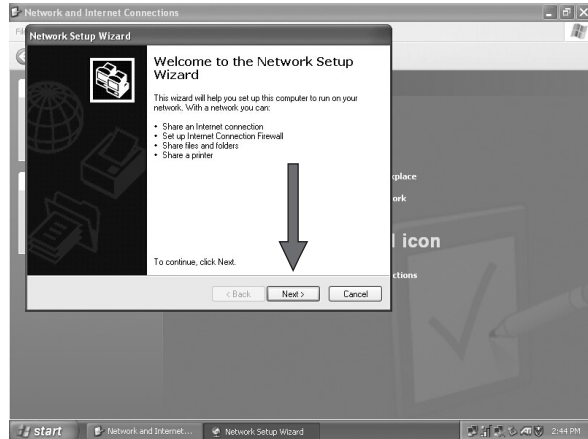 Network and Internet Connections
Network Setup Wizard
Welcome to the Network Setup
Wizard
This wizard will help you set up this computer to run on your
network. With a network you can:
• Share an Internet connection
• Set up Internet Connection Firewall
• Share files and folders
• Share a printer
To continue, click Next.
< Back
Next >
Cancel
icon
start
Network and Internet...
Network Setup Wizard
2:44 PM